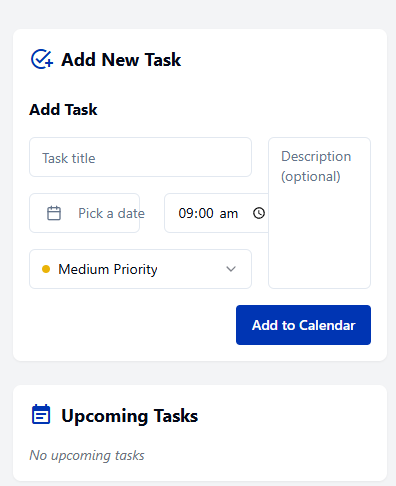 Add New Task
Add Task
Task title
Description
(optional)
Pick a date
09:00 am
Medium Priority
Add to Calendar
Upcoming Tasks
No upcoming tasks